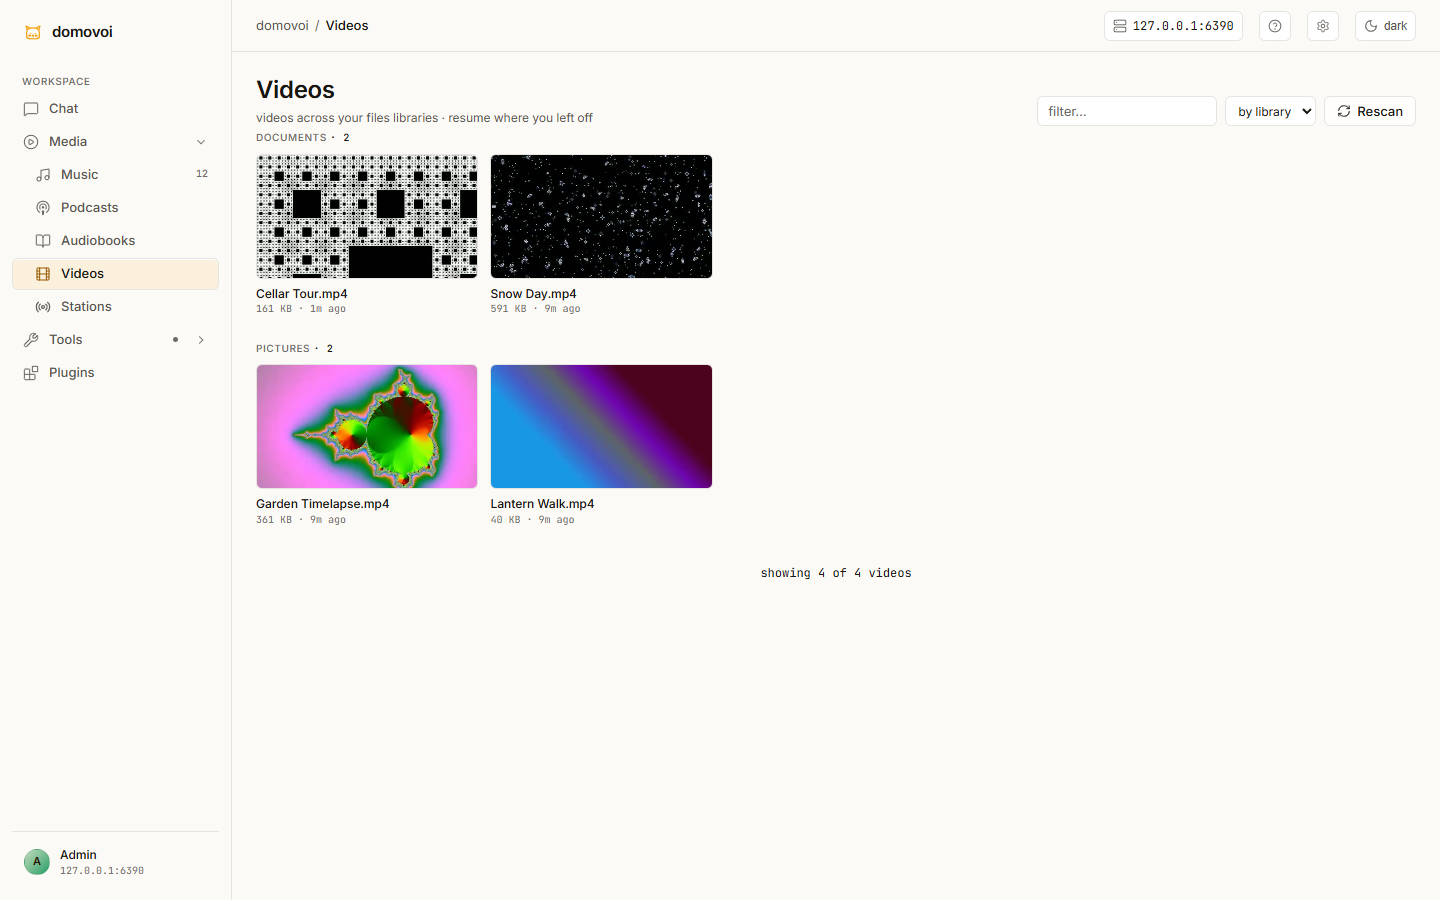 domovoi
WORKSPACE
Chat
Media
Music 12
Podcasts
Audiobooks
Videos
Stations
Tools
Plugins
A
Admin
127.0.0.1:6390
domovoi / Videos
127.0.0.1:6390
dark
Videos
videos across your files libraries · resume where you left off
filter...
by library
Rescan
DOCUMENTS · 2
Cellar Tour.mp4
161 KB · 1m ago
Snow Day.mp4
591 KB · 9m ago
PICTURES · 2
Garden Timelapse.mp4
361 KB · 9m ago
Lantern Walk.mp4
40 KB · 9m ago
showing 4 of 4 videos